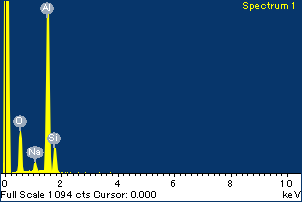 Spectrum 1
Al
O
Na
Si
0 2 4 6 8 10
Full Scale 1094 cts Cursor: 0.000 keV